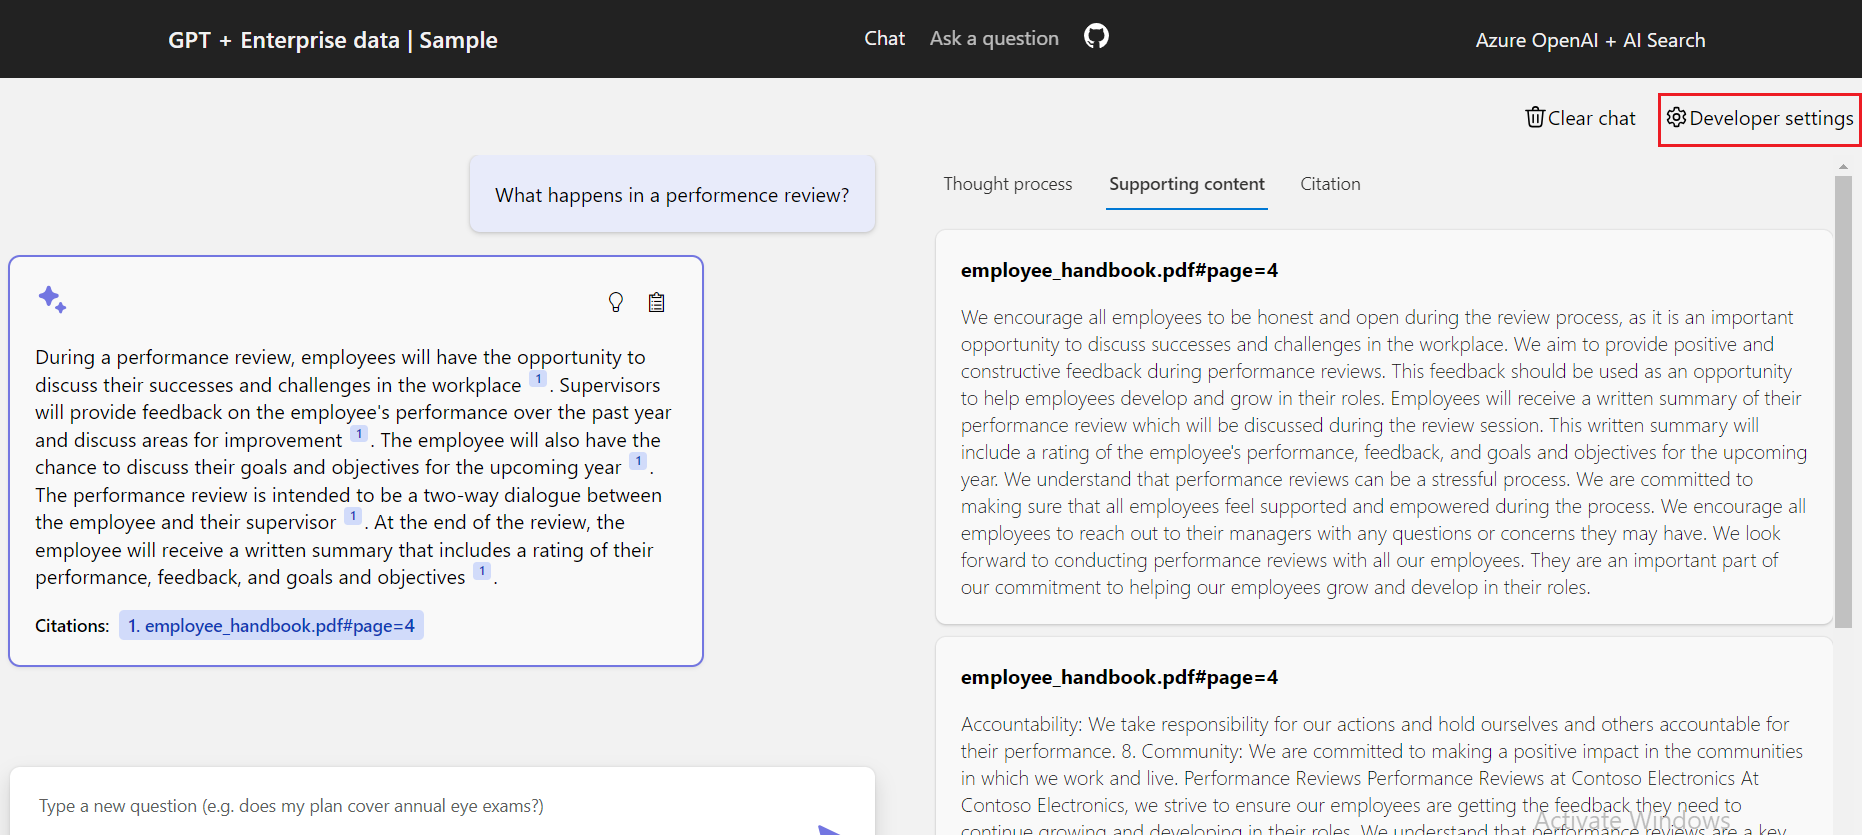 GPT + Enterprise data | Sample
Chat
Ask a question
Azure OpenAI + AI Search
Clear chat
Developer settings
What happens in a performence review?
During a performance review, employees will have the opportunity to
discuss their successes and challenges in the workplace 1. Supervisors
will provide feedback on the employee's performance over the past year
and discuss areas for improvement 1. The employee will also have the
chance to discuss their goals and objectives for the upcoming year 1.
The performance review is intended to be a two-way dialogue between
the employee and their supervisor 1. At the end of the review, the
employee will receive a written summary that includes a rating of their
performance, feedback, and goals and objectives 1.
Citations: 1. employee_handbook.pdf#page=4
Type a new question (e.g. does my plan cover annual eye exams?)
Thought process
Supporting content
Citation
employee_handbook.pdf#page=4
We encourage all employees to be honest and open during the review process, as it is an important
opportunity to discuss successes and challenges in the workplace. We aim to provide positive and
constructive feedback during performance reviews. This feedback should be used as an opportunity
to help employees develop and grow in their roles. Employees will receive a written summary of their
performance review which will be discussed during the review session. This written summary will
include a rating of the employee's performance, feedback, and goals and objectives for the upcoming
year. We understand that performance reviews can be a stressful process. We are committed to
making sure that all employees feel supported and empowered during the process. We encourage all
employees to reach out to their managers with any questions or concerns they may have. We look
forward to conducting performance reviews with all our employees. They are an important part of
our commitment to helping our employees grow and develop in their roles.
employee_handbook.pdf#page=4
Accountability: We take responsibility for our actions and hold ourselves and others accountable for
their performance. 8. Community: We are committed to making a positive impact in the communities
in which we work and live. Performance Reviews Performance Reviews at Contoso Electronics At
Contoso Electronics, we strive to ensure our employees are getting the feedback they need to
continue growing and developing in their roles. We understand that performance reviews are a key
Activate Windows